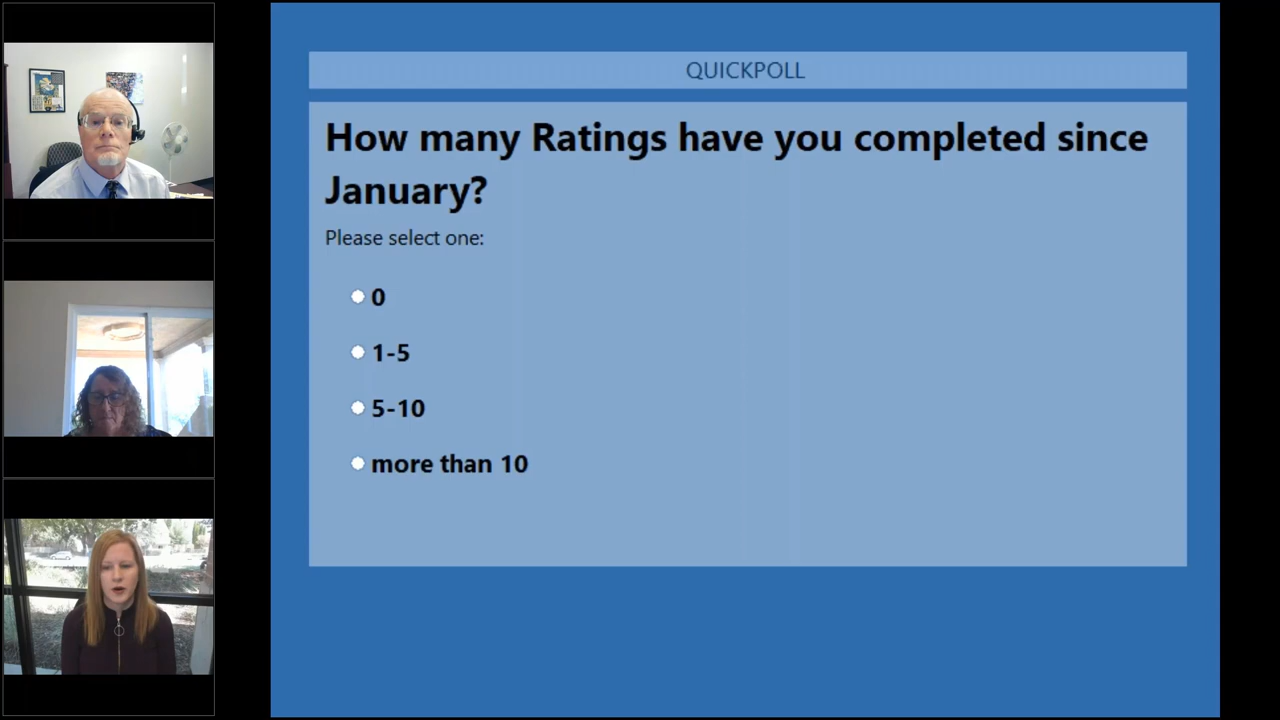 QUICKPOLL
How many Ratings have you completed since
January?
Please select one:
0
1-5
5-10
more than 10